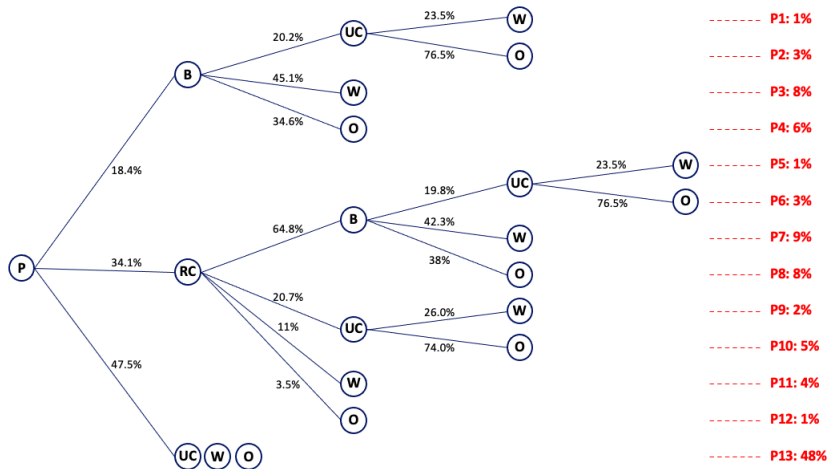 23.5% W P1: 1%
20.2% UC
76.5% O P2: 3%
B 45.1% W P3: 8%
34.6% O P4: 6%
18.4% 23.5% W P5: 1%
19.8% UC
76.5% O P6: 3%
64.8% B 42.3% W P7: 9%
38% O P8: 8%
P 34.1% RC
20.7% 26.0% W P9: 2%
UC
11% 74.0% O P10: 5%
47.5% 3.5% W P11: 4%
O P12: 1%
UC W O P13: 48%